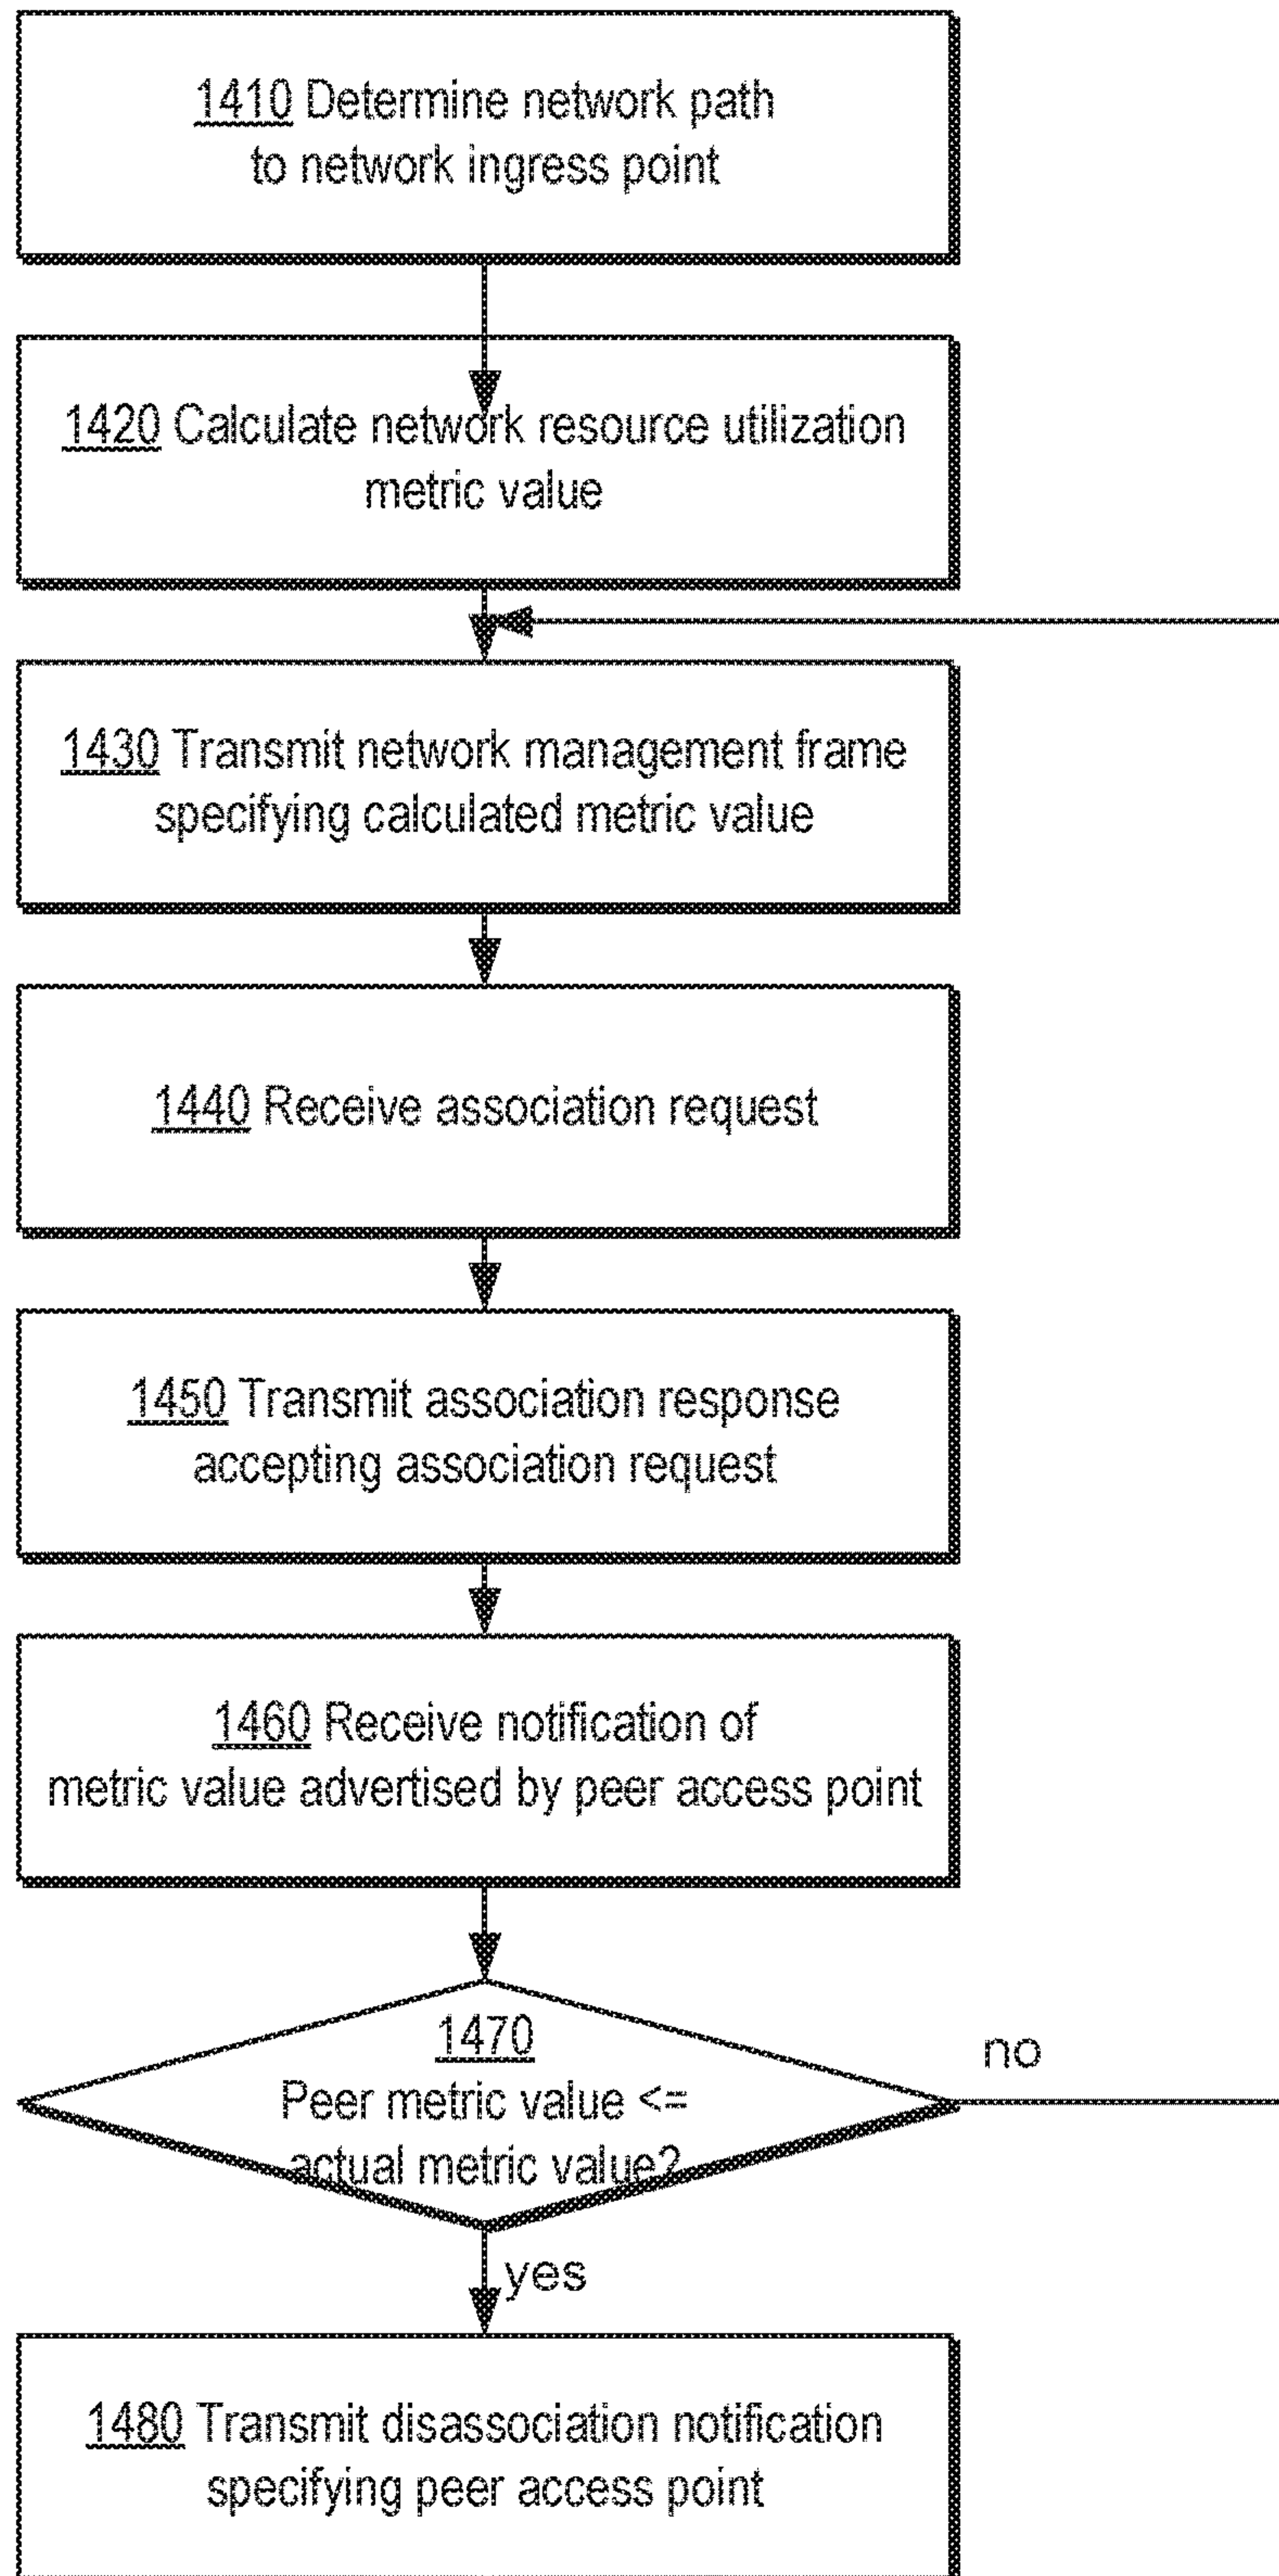 1410 Determine network path
to network ingress point
1420 Calculate network resource utilization
metric value
1430 Transmit network management frame
specifying calculated metric value
1440 Receive association request
1450 Transmit association response
accepting association request
1460 Receive notification of
metric value advertised by peer access point
1470
Peer metric value <=
actual metric value?
no
yes
1480 Transmit disassociation notification
specifying peer access point